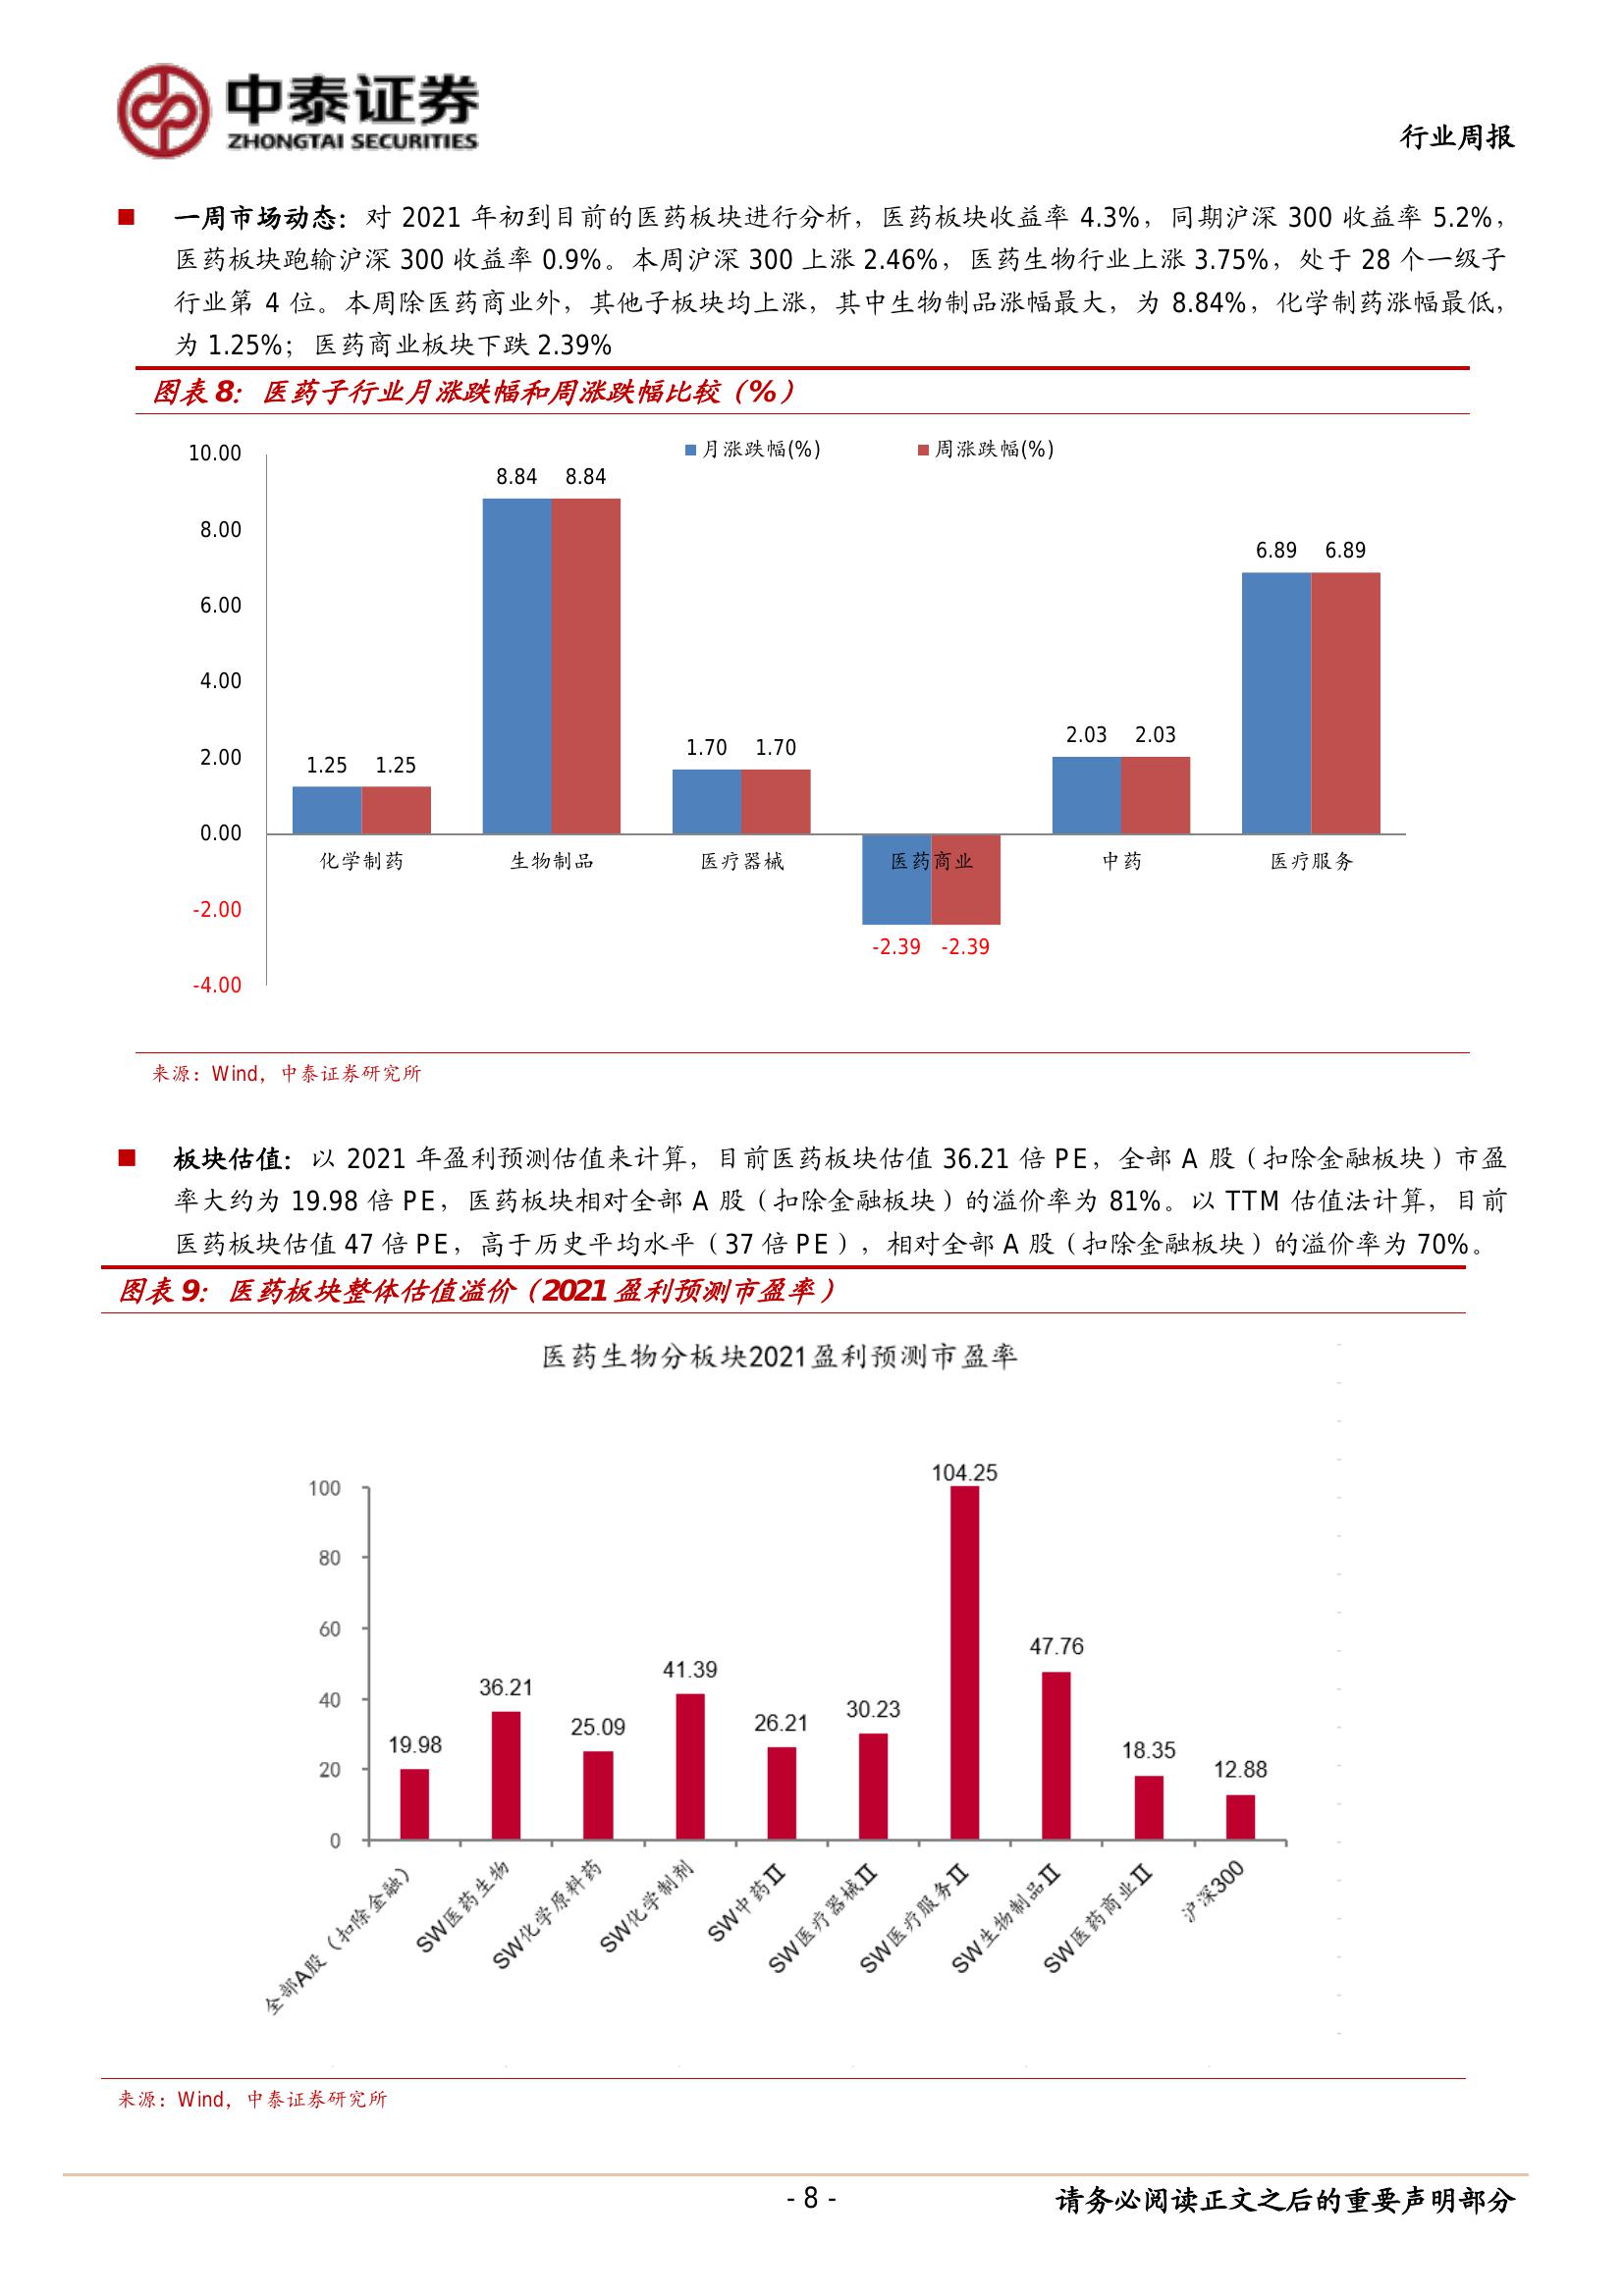 中泰证券
ZHONGTAI SECURITIES
行业周报
一周市场动态：对 2021 年初到目前的医药板块进行分析，医药板块收益率 4.3%，同期沪深 300 收益率 5.2%，
医药板块跑输沪深 300 收益率 0.9%。本周沪深 300 上涨 2.46%，医药生物行业上涨 3.75%，处于 28 个一级子
行业第 4 位。本周除医药商业外，其他子板块均上涨，其中生物制品涨幅最大，为 8.84%，化学制药涨幅最低，
为 1.25%；医药商业板块下跌 2.39%
图表 8：医药子行业月涨跌幅和周涨跌幅比较（%）
月涨跌幅(%) 周涨跌幅(%)
10.00
8.00
6.00
4.00
2.00
0.00
-2.00
-4.00
1.25 1.25
8.84 8.84
1.70 1.70
-2.39 -2.39
2.03 2.03
6.89 6.89
化学制药 生物制品 医疗器械 医药商业 中药 医疗服务
来源：Wind，中泰证券研究所
板块估值：以 2021 年盈利预测估值来计算，目前医药板块估值 36.21 倍 PE，全部 A 股（扣除金融板块）市盈
率大约为 19.98 倍 PE，医药板块相对全部 A 股（扣除金融板块）的溢价率为 81%。以 TTM 估值法计算，目前
医药板块估值 47 倍 PE，高于历史平均水平（37 倍 PE），相对全部 A 股（扣除金融板块）的溢价率为 70%。
图表 9：医药板块整体估值溢价（2021 盈利预测市盈率）
医药生物分板块2021盈利预测市盈率
100
80
60
40
20
0
19.98
36.21
25.09
41.39
26.21
30.23
104.25
47.76
18.35
12.88
全部A股（扣除金融）
SW医药生物
SW化学原料药
SW化学制剂
SW中药Ⅱ
SW医疗器械Ⅱ
SW医疗服务Ⅱ
SW生物制品Ⅱ
SW医药商业Ⅱ
沪深300
来源：Wind，中泰证券研究所
- 8 -
请务必阅读正文之后的重要声明部分